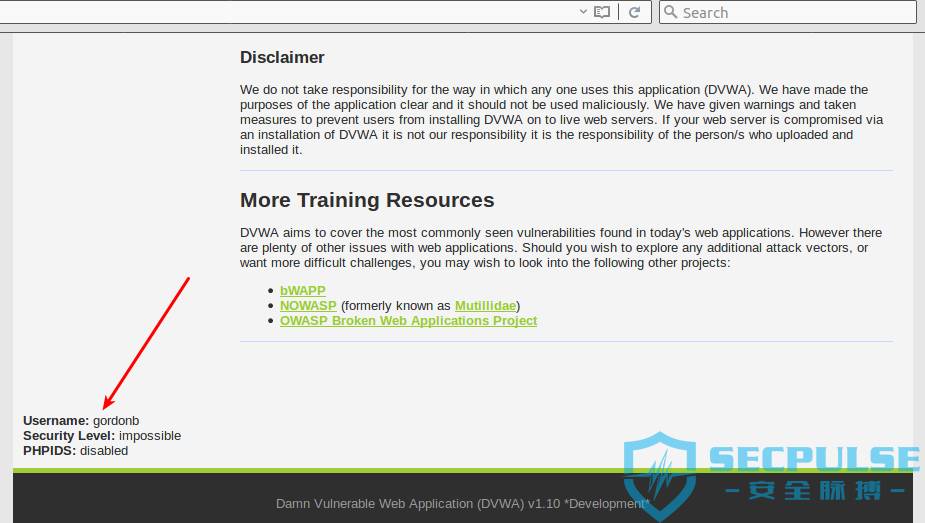 Search
Disclaimer
We do not take responsibility for the way in which any one uses this application (DVWA). We have made the
purposes of the application clear and it should not be used maliciously. We have given warnings and taken
measures to prevent users from installing DVWA on to live web servers. If your web server is compromised via
an installation of DVWA it is not our responsibility it is the responsibility of the person/s who uploaded and
installed it.
More Training Resources
DVWA aims to cover the most commonly seen vulnerabilities found in today's web applications. However there
are plenty of other issues with web applications. Should you wish to explore any additional attack vectors, or
want more difficult challenges, you may wish to look into the following other projects:
• bWAPP
• NOWASP (formerly known as Mutillidae)
• OWASP Broken Web Applications Project
Username: gordonb
Security Level: impossible
PHPIDS: disabled
SECPULSE
-安全脉搏-
Damn Vulnerable Web Application (DVWA) v1.10 *Development*